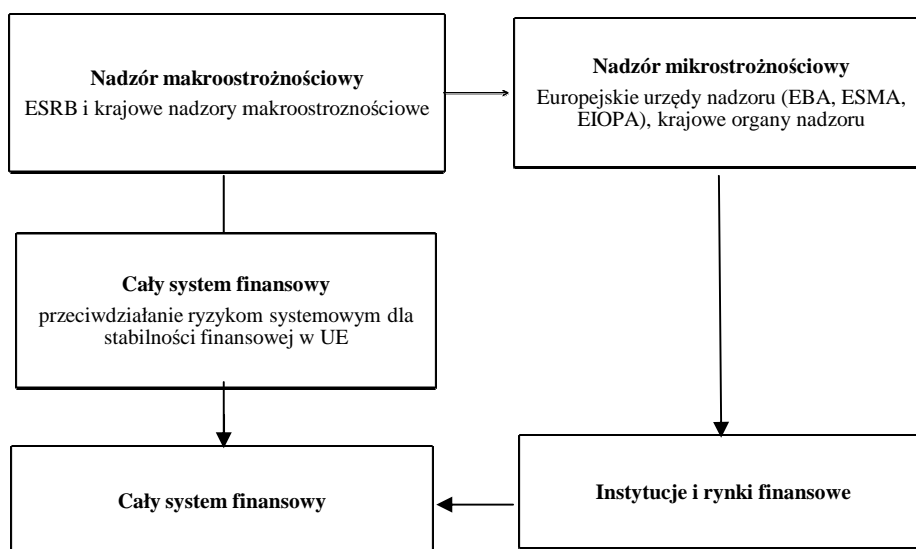 Nadzór makroostrożnościowy
ESRB i krajowe nadzory makroostroznościowe
Nadzór mikrostrożnościowy
Europejskie urzędy nadzoru (EBA, ESMA,
EIOPA), krajowe organy nadzoru
Cały system finansowy
przeciwdziałanie ryzykom systemowym dla
stabilności finansowej w UE
Cały system finansowy
Instytucje i rynki finansowe